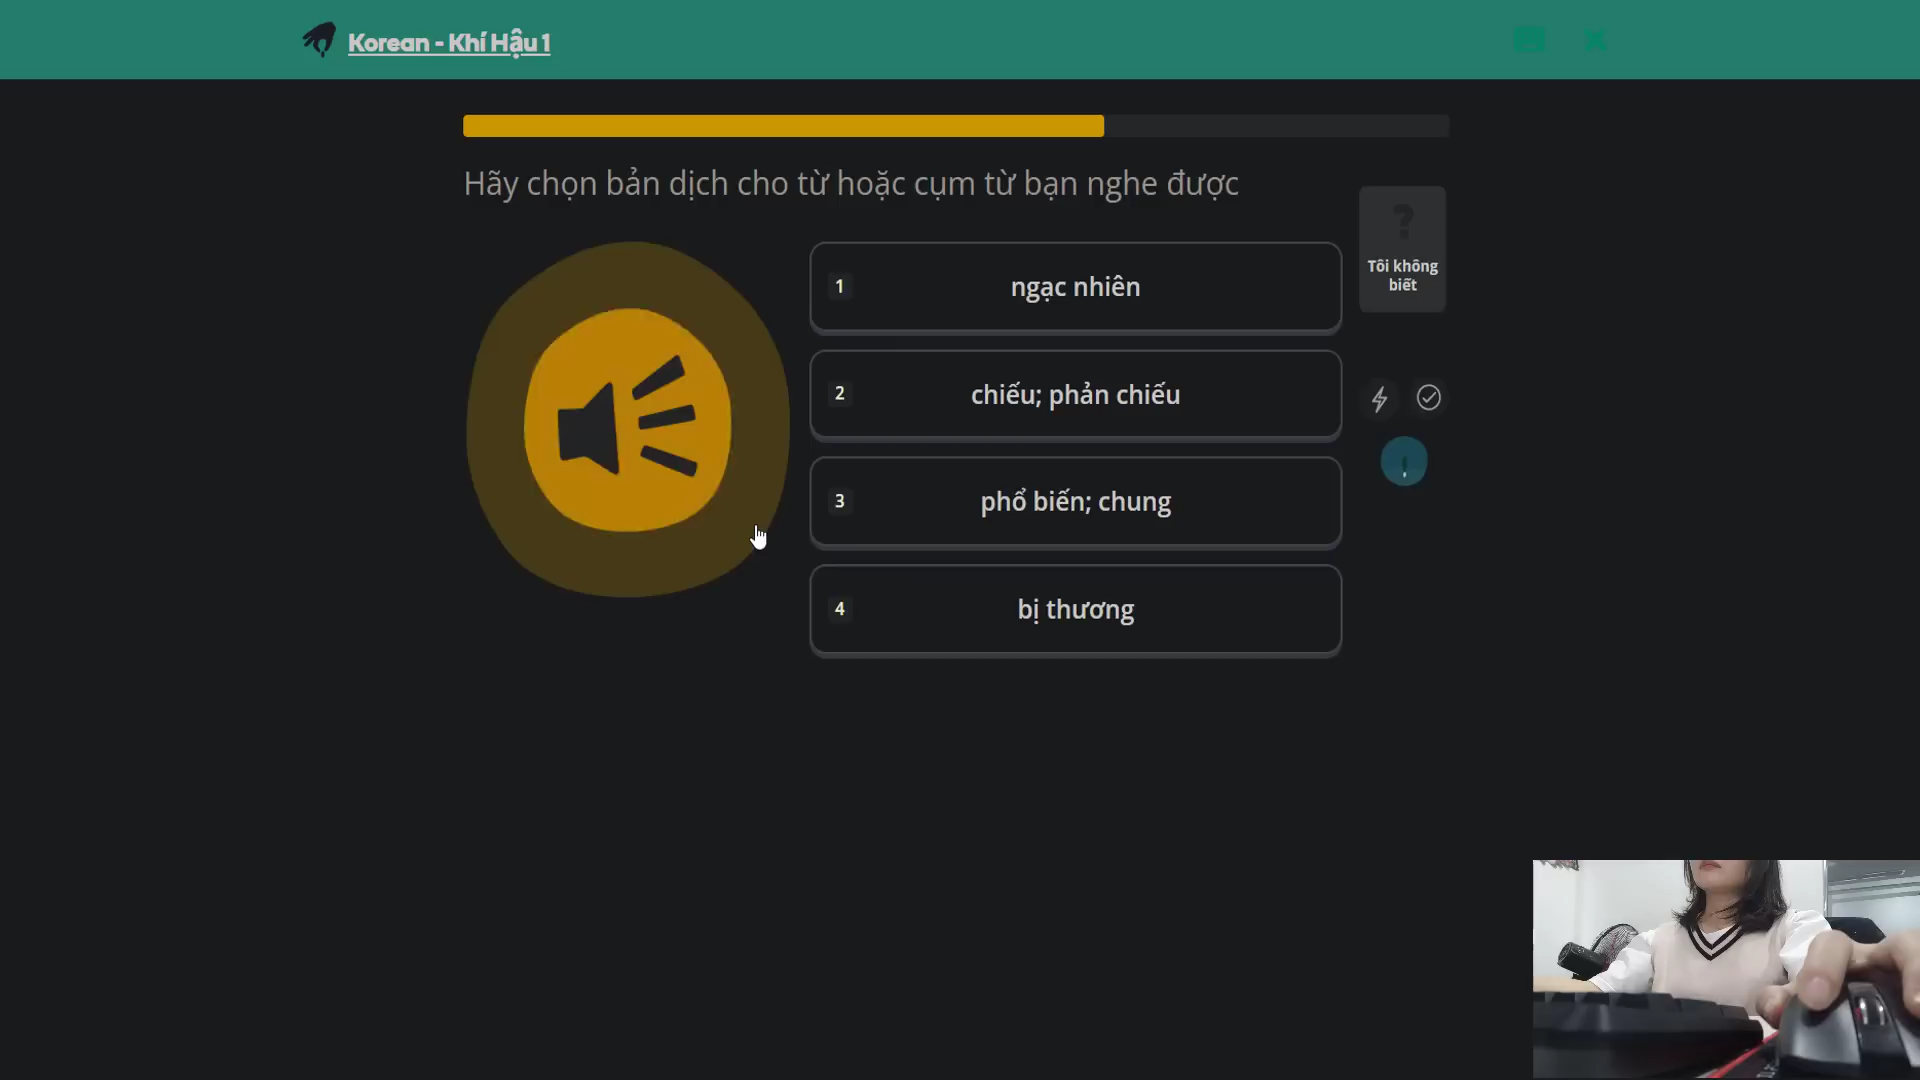 Korean - Khí Hậu 1
Hãy chọn bản dịch cho từ hoặc cụm từ bạn nghe được
?
Tôi không
biết
1 ngạc nhiên
2 chiếu; phản chiếu
3 phổ biến; chung
4 bị thương